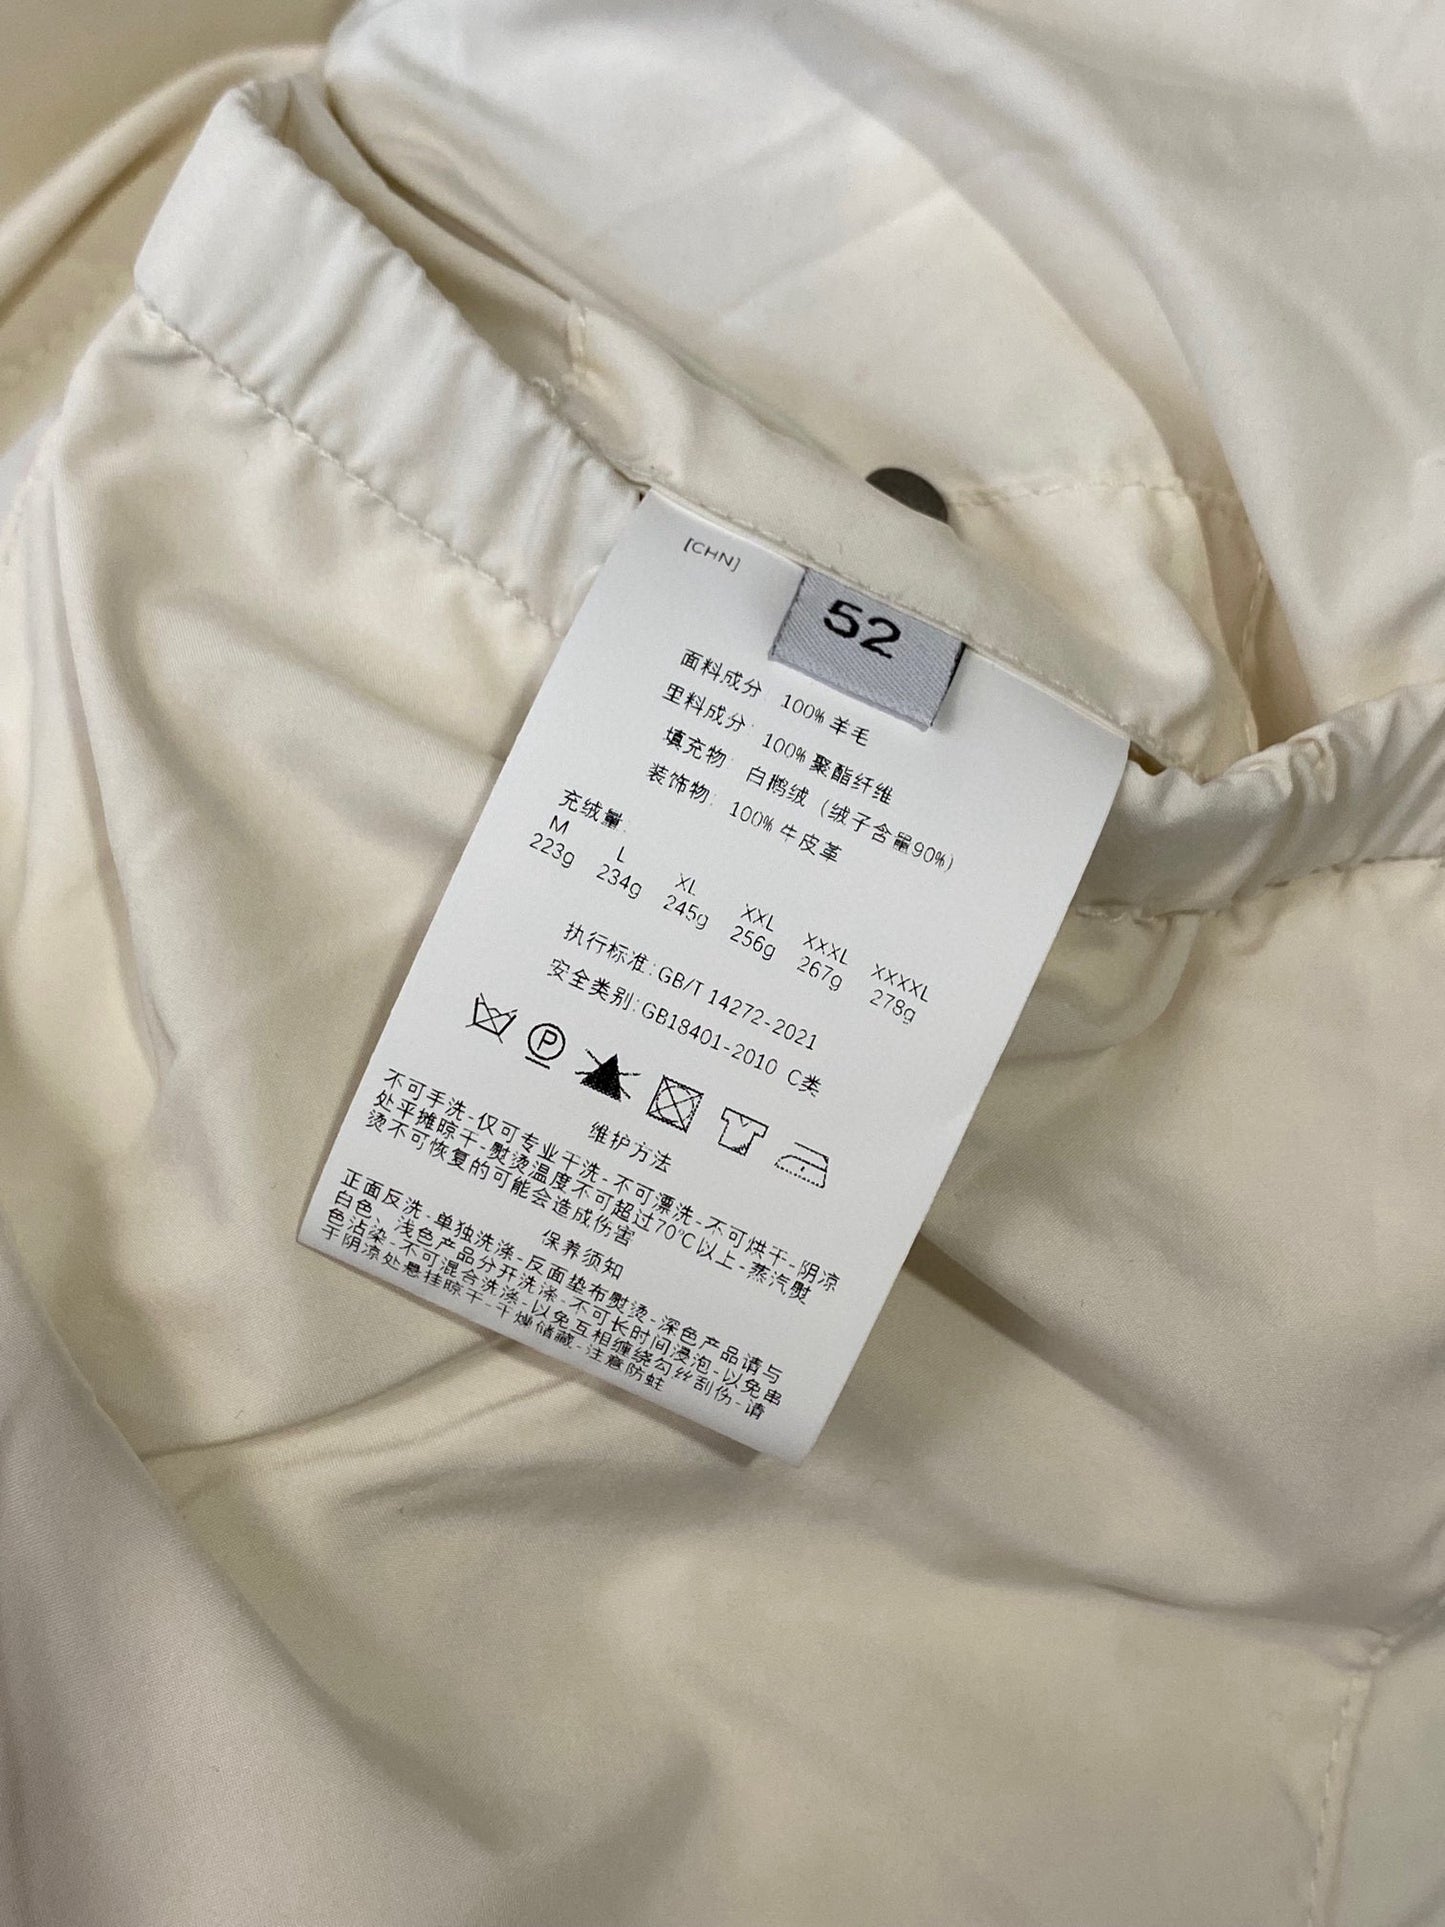 [CHN]
52
面料成分 100% 羊毛
里料成分: 100% 聚酯纤维
填充物: 白鹅绒（绒子含量90%）
装饰物: 100% 牛皮革
充绒量:
M L XL XXL XXXL XXXXL
223g 234g 245g 256g 267g 278g
执行标准: GB/T 14272-2021
安全类别: GB18401-2010 C类
P
维护方法
不可手洗-仅可专业干洗-不可漂洗-不可烘干-阴凉
处平摊晾干-熨烫温度不可超过70℃以上-蒸汽熨
烫不可恢复的可能会造成伤害
保养须知
正面反洗-单独洗涤-反面垫布熨烫-深色产品请与
白色、浅色产品分开洗涤-不可长时间浸泡-以免串
色沾染-不可混合洗涤-以免互相缠绕勾丝刮伤-请
于阴凉处悬挂晾干-干燥储藏-注意防蛀